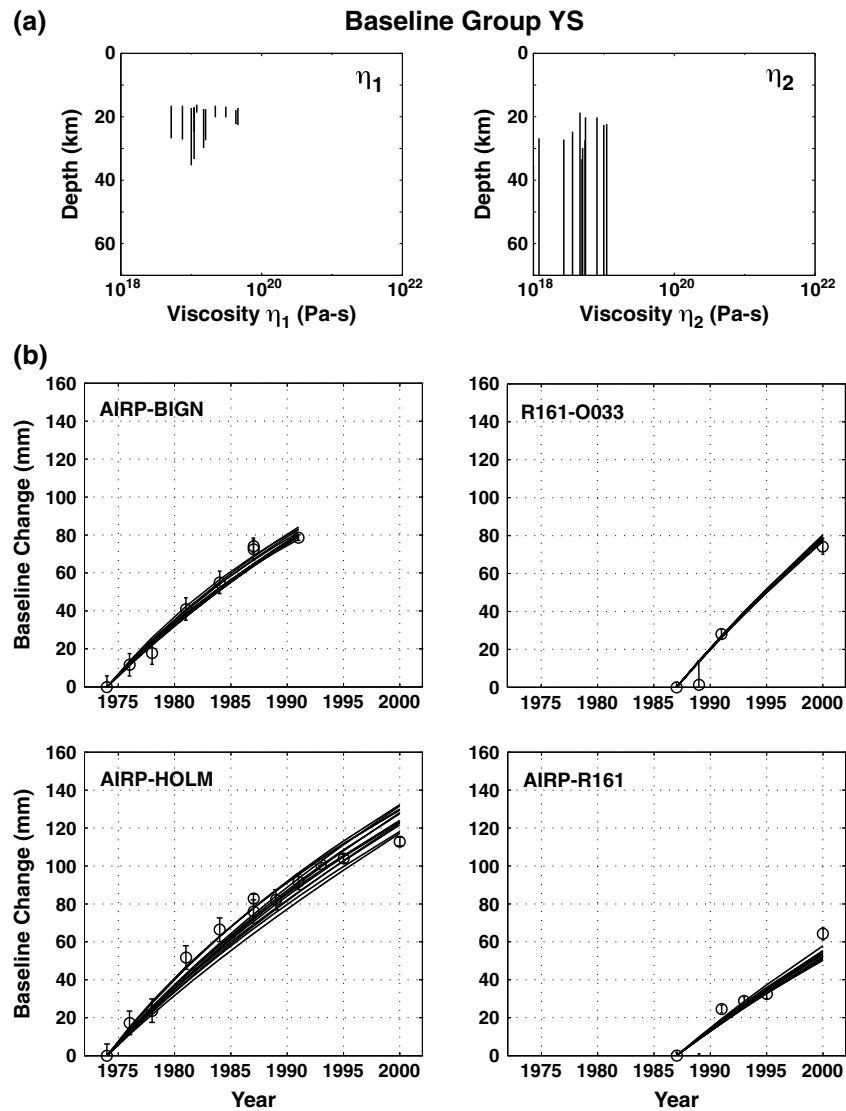 (a)
Baseline Group YS
η1
0
20
40
60
Depth (km)
10^18
10^20
10^22
Viscosity η1 (Pa-s)
η2
0
20
40
60
Depth (km)
10^18
10^20
10^22
Viscosity η2 (Pa-s)
(b)
AIRP-BIGN
160
140
120
100
80
60
40
20
0
Baseline Change (mm)
1975 1980 1985 1990 1995 2000
R161-O033
160
140
120
100
80
60
40
20
0
1975 1980 1985 1990 1995 2000
AIRP-HOLM
160
140
120
100
80
60
40
20
0
Baseline Change (mm)
1975 1980 1985 1990 1995 2000
Year
AIRP-R161
160
140
120
100
80
60
40
20
0
1975 1980 1985 1990 1995 2000
Year